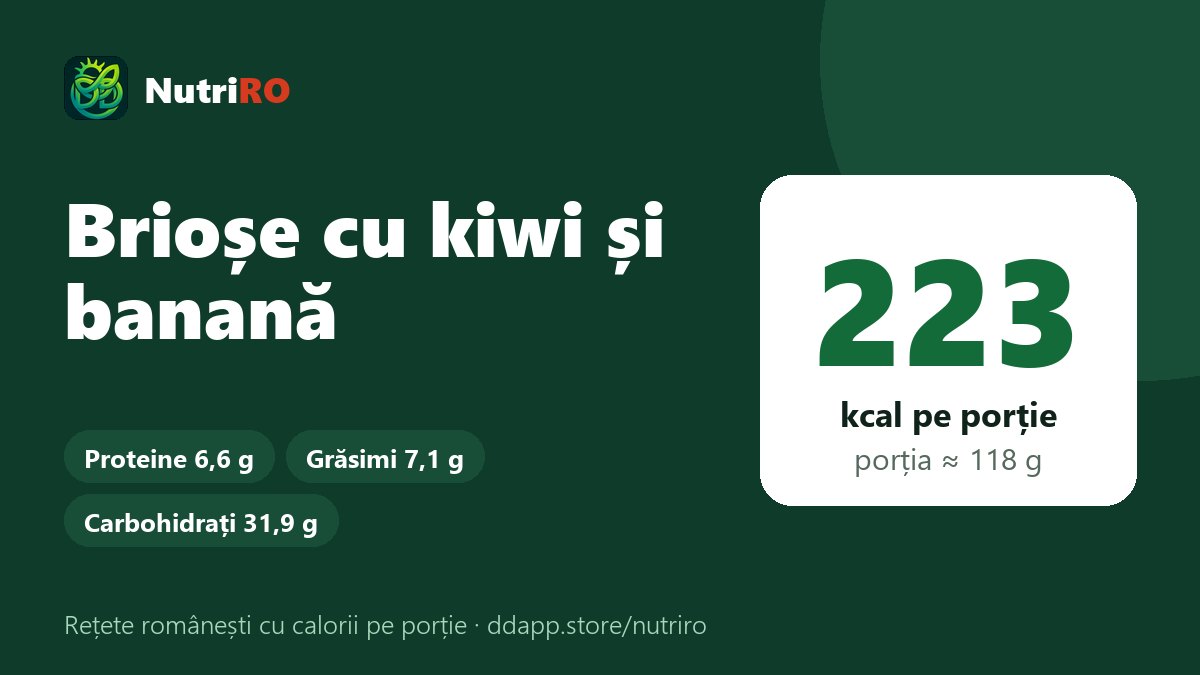 NutriRO
Brioșe cu kiwi și
banană
223
kcal pe porție
porția ≈ 118 g
Proteine 6,6 g
Grăsimi 7,1 g
Carbohidrați 31,9 g
Rețete românești cu calorii pe porție · ddapp.store/nutriro